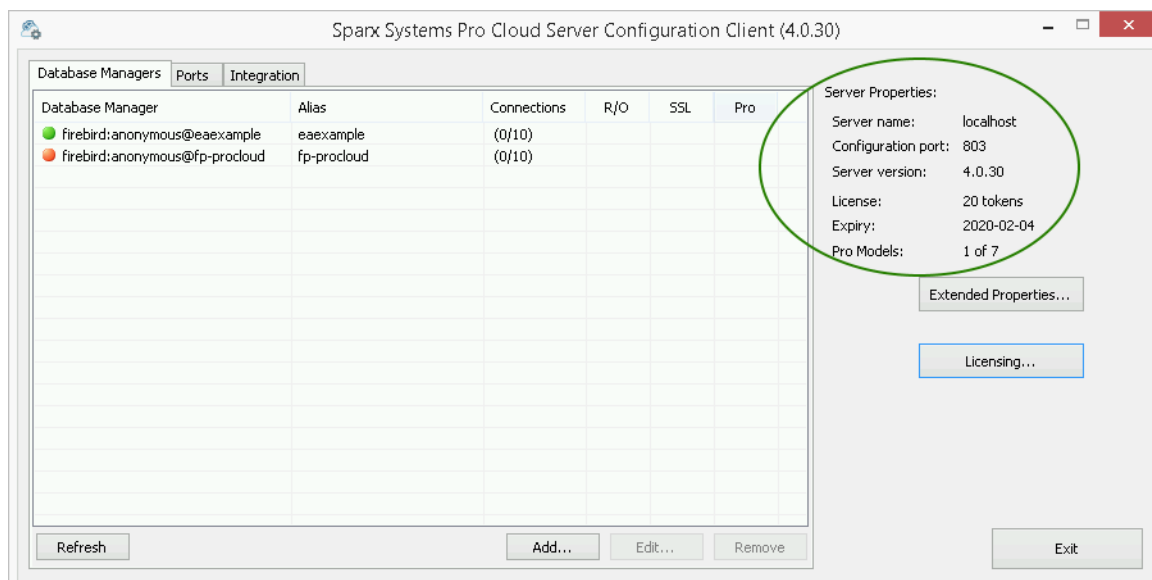 Sparx Systems Pro Cloud Server Configuration Client (4.0.30)
Database Managers Ports Integration
Database Manager Alias Connections R/O SSL Pro
firebird:anonymous@eaexample eaexample (0/10)
firebird:anonymous@fp-procloud fp-procloud (0/10)
Server Properties:
Server name: localhost
Configuration port: 803
Server version: 4.0.30
License: 20 tokens
Expiry: 2020-02-04
Pro Models: 1 of 7
Extended Properties...
Licensing...
Refresh Add... Edit... Remove
Exit